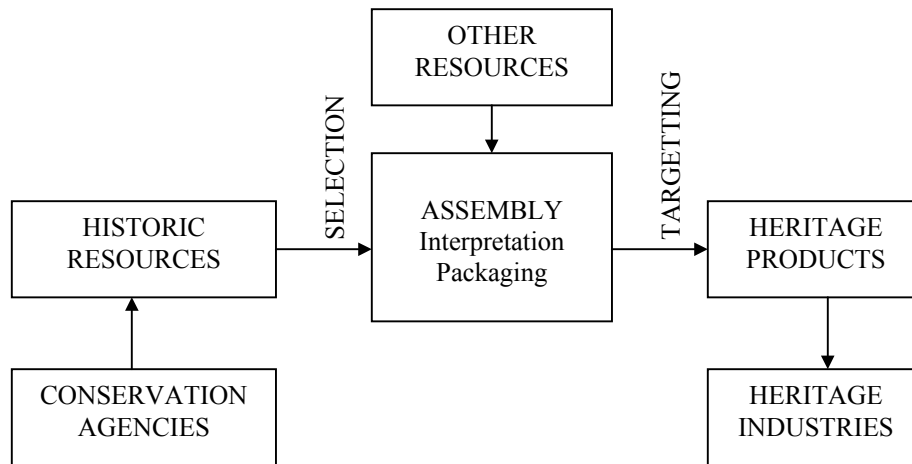 OTHER
RESOURCES
SELECTION
TARGETTING
HISTORIC
RESOURCES
ASSEMBLY
Interpretation
Packaging
HERITAGE
PRODUCTS
CONSERVATION
AGENCIES
HERITAGE
INDUSTRIES